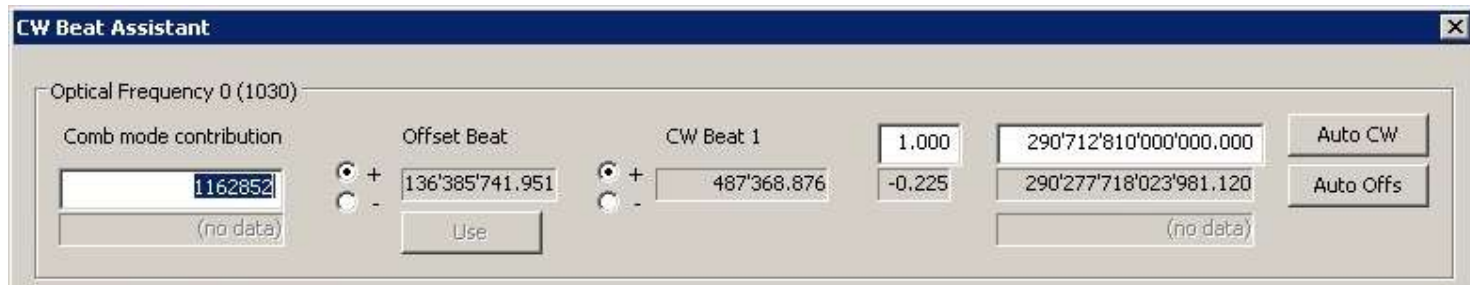 CW Beat Assistant
Optical Frequency 0 (1030)
Comb mode contribution Offset Beat CW Beat 1 1.000 290'712'810'000'000.000 Auto CW
1162852 + 136'385'741.951 + 487'368.876 -0.225 290'277'718'023'981.120 Auto Offs
- -
(no data) Use (no data)